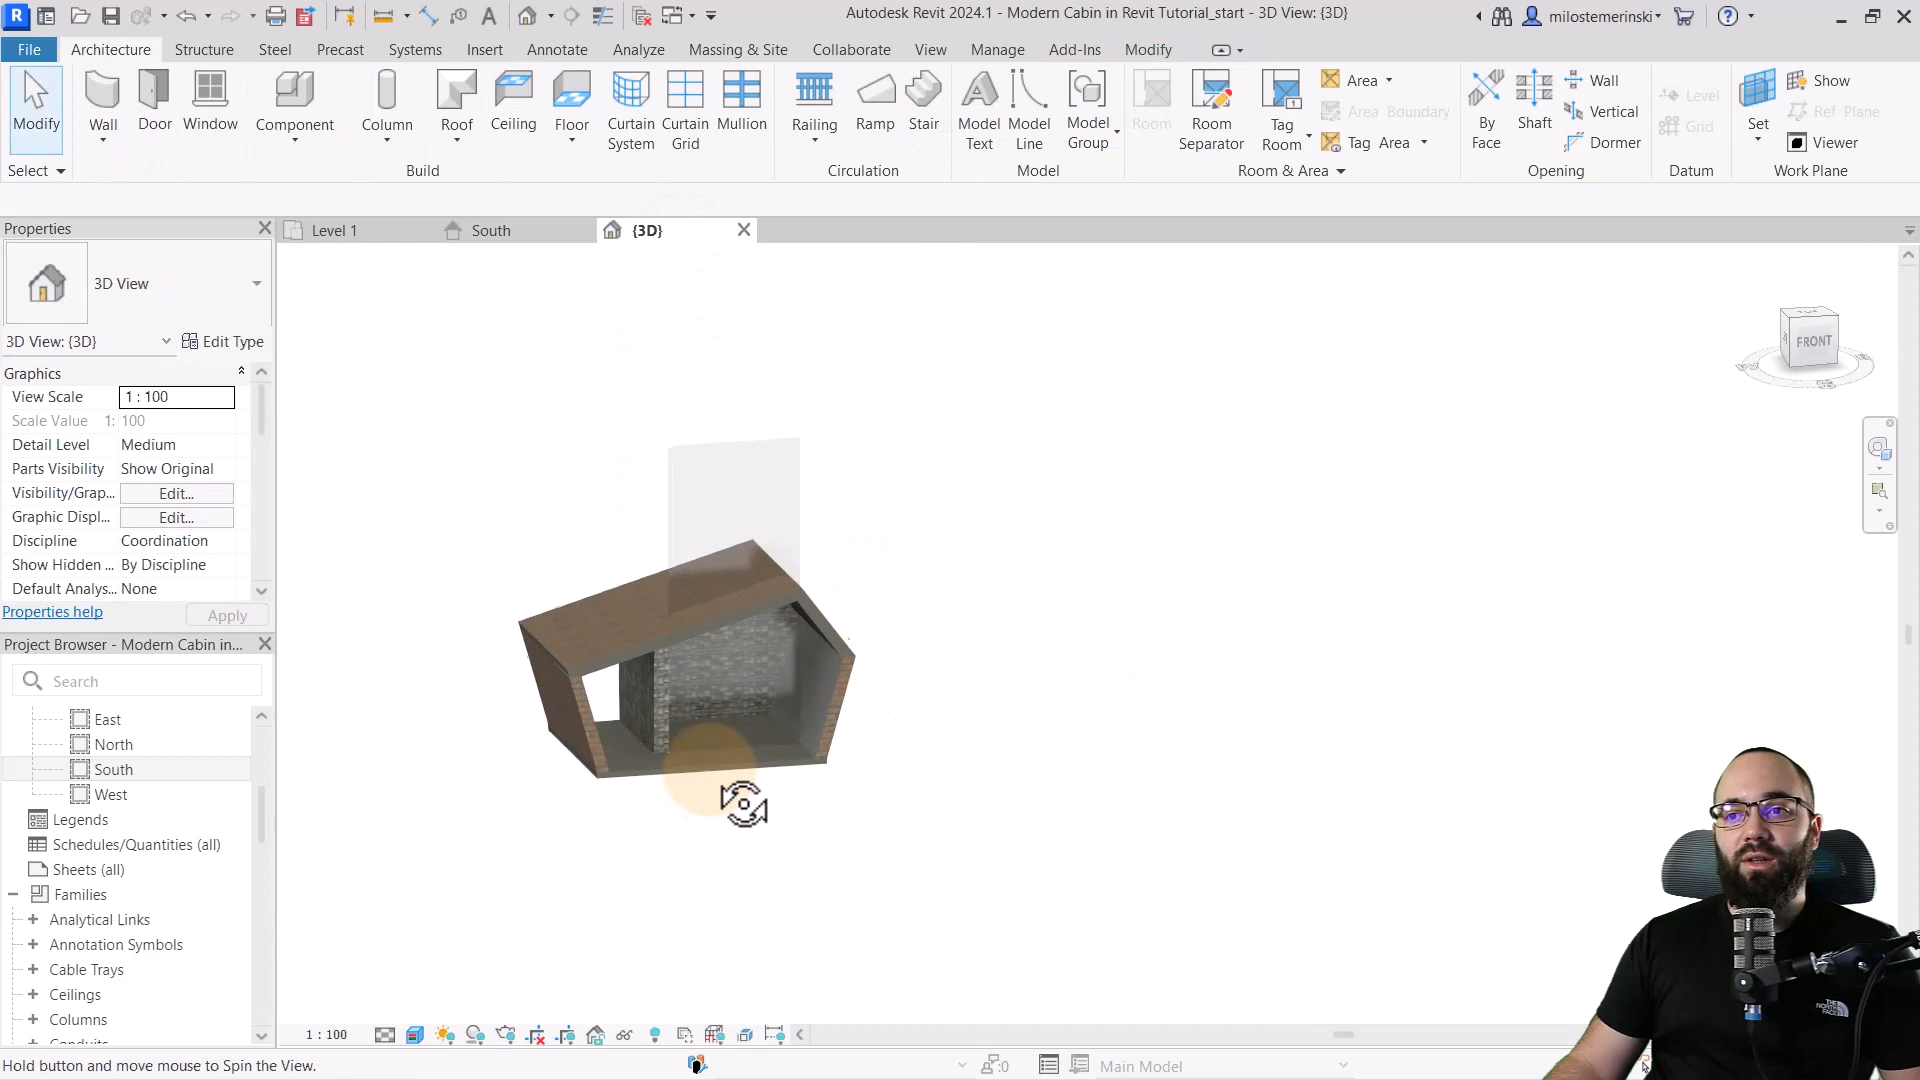 Autodesk Revit 2024.1 - Modern Cabin in Revit Tutorial_start - 3D View: {3D}
milostemerinski
File Architecture Structure Steel Precast Systems Insert Annotate Analyze Massing & Site Collaborate View Manage Add-Ins Modify
Modify Wall Door Window Component Column Roof Ceiling Floor Curtain System Curtain Grid Mullion Railing Ramp Stair Model Text Model Line Model Group Room Room Separator Tag Room
Area
Area Boundary
Tag Area
By Face Shaft
Wall
Vertical
Dormer
Level
Grid
Set
Show
Ref Plane
Viewer
Select Build Circulation Model Room & Area Opening Datum Work Plane
Properties
Level 1 South {3D}
3D View
3D View: {3D} Edit Type
Graphics
View Scale 1 : 100
Scale Value 1: 100
Detail Level Medium
Parts Visibility Show Original
Visibility/Grap... Edit...
Graphic Displ... Edit...
Discipline Coordination
Show Hidden ... By Discipline
Default Analys... None
Properties help Apply
Project Browser - Modern Cabin in...
Search
East
North
South
West
Legends
Schedules/Quantities (all)
Sheets (all)
Families
Analytical Links
Annotation Symbols
Cable Trays
Ceilings
Columns
FRONT
1 : 100
Hold button and move mouse to Spin the View.
:0
Main Model
THE
NORTH
FACE